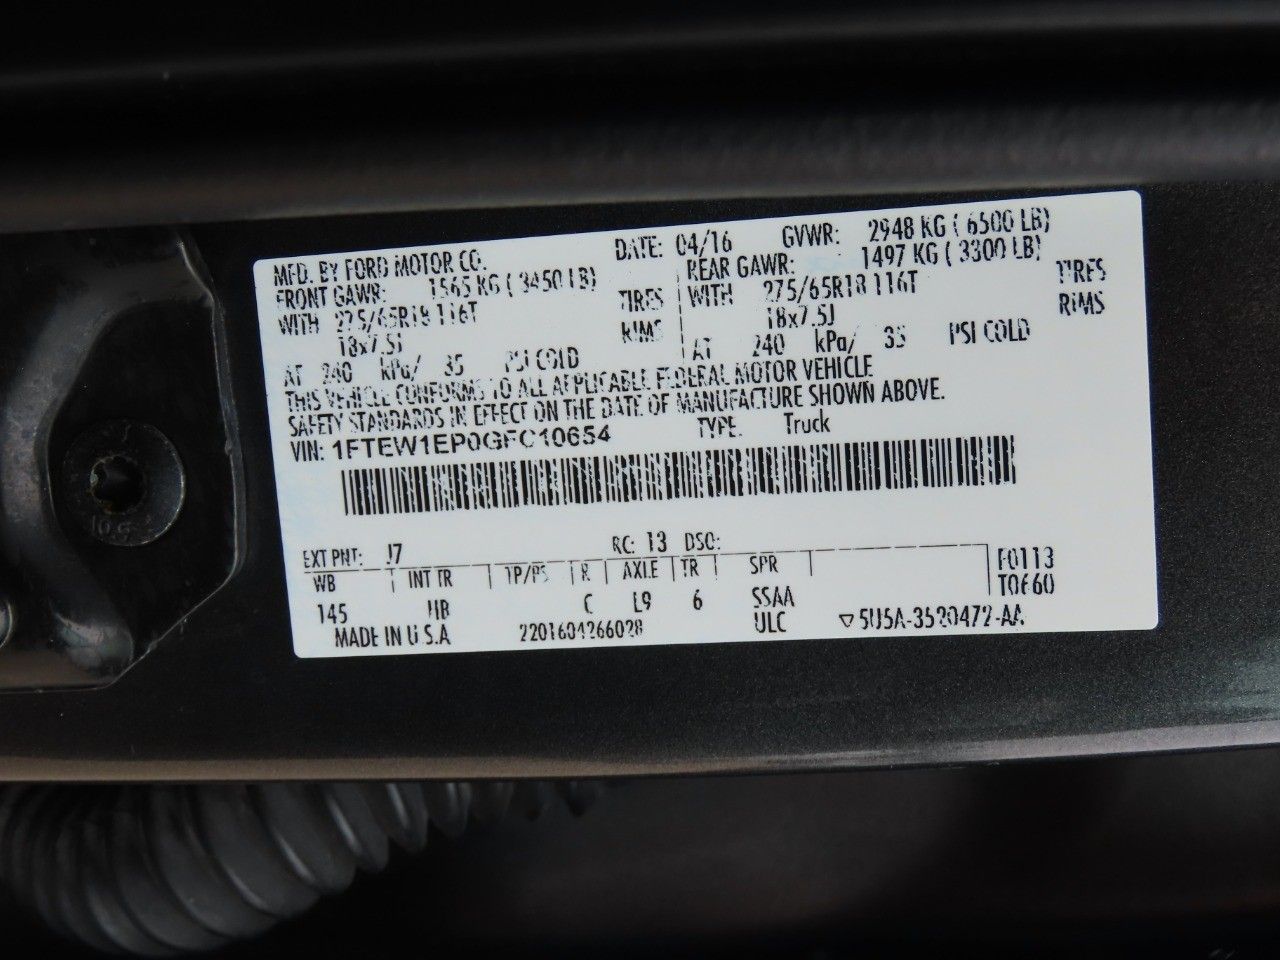 MFD. BY FORD MOTOR CO. DATE: 04/16 GVWR: 2948 KG ( 6500 LB)
FRONT GAWR: 1565 KG ( 3450 LB) REAR GAWR: 1497 KG ( 3300 LB)
WITH 275/65R18 116T TIRES WITH 275/65R18 116T TIRES
18x7.5J RIMS 18x7.5J RIMS
AT 240 kPa/ 35 PSI COLD AT 240 kPa/ 35 PSI COLD
THIS VEHICLE CONFORMS TO ALL APPLICABLE FEDERAL MOTOR VEHICLE
SAFETY STANDARDS IN EFFECT ON THE DATE OF MANUFACTURE SHOWN ABOVE.
VIN: 1FTEW1EP0GFC10654 TYPE: Truck
EXT PNT: J7 RC: 13 DSO:
WB INT TR TP/PS R AXLE TR SPR F0113
145 UB C L9 6 SSAA T0660
MADE IN U.S.A 2201604266028 ULC ▽5U5A-3520472-AA